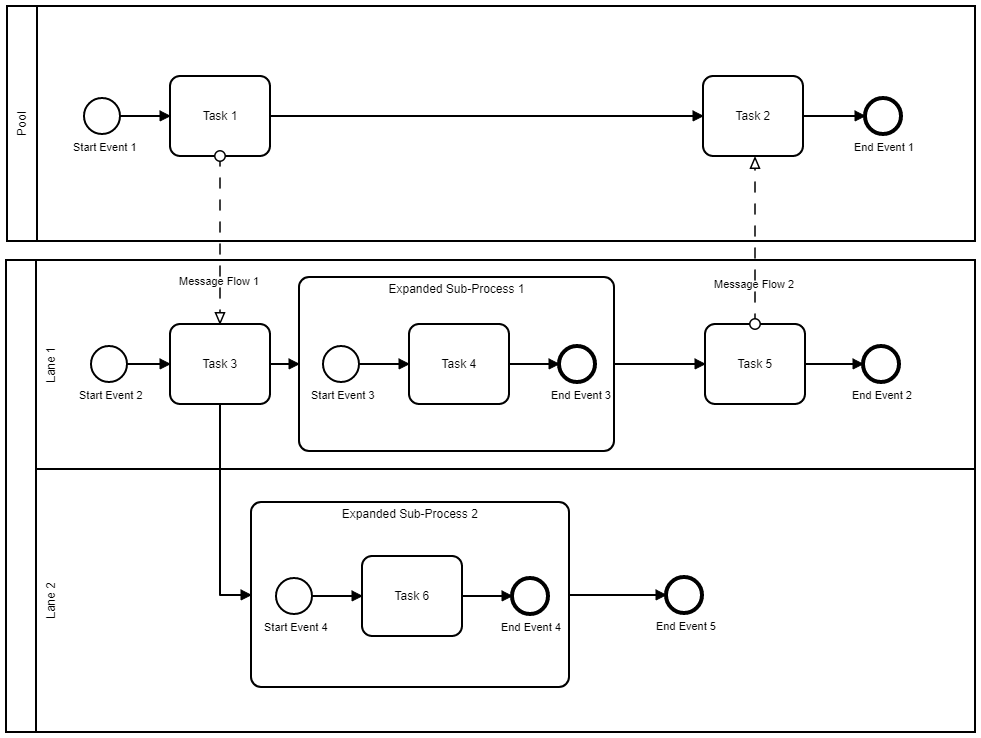 Pool
Task 1
Task 2
Start Event 1
End Event 1
Message Flow 1
Message Flow 2
Lane 1
Expanded Sub-Process 1
Task 3
Task 4
Task 5
Start Event 2
Start Event 3
End Event 3
End Event 2
Lane 2
Expanded Sub-Process 2
Task 6
Start Event 4
End Event 4
End Event 5